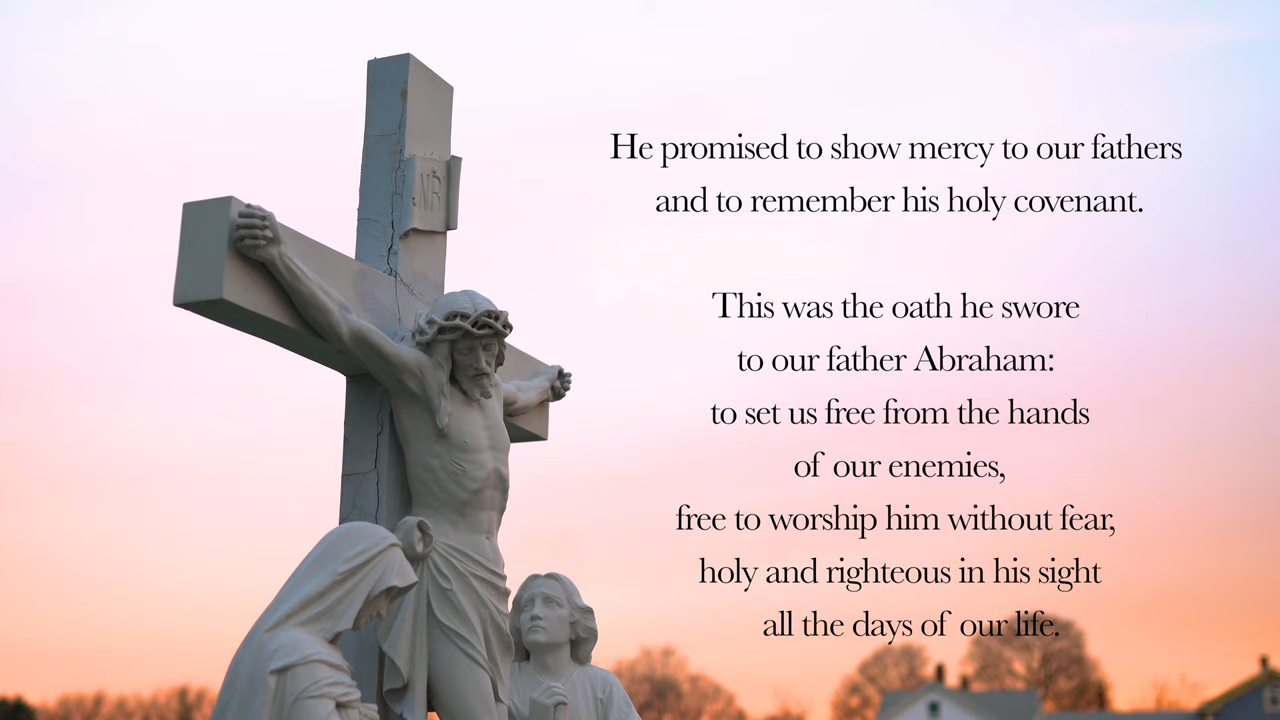 INRI
He promised to show mercy to our fathers
and to remember his holy covenant.
This was the oath he swore
to our father Abraham:
to set us free from the hands
of our enemies,
free to worship him without fear,
holy and righteous in his sight
all the days of our life.